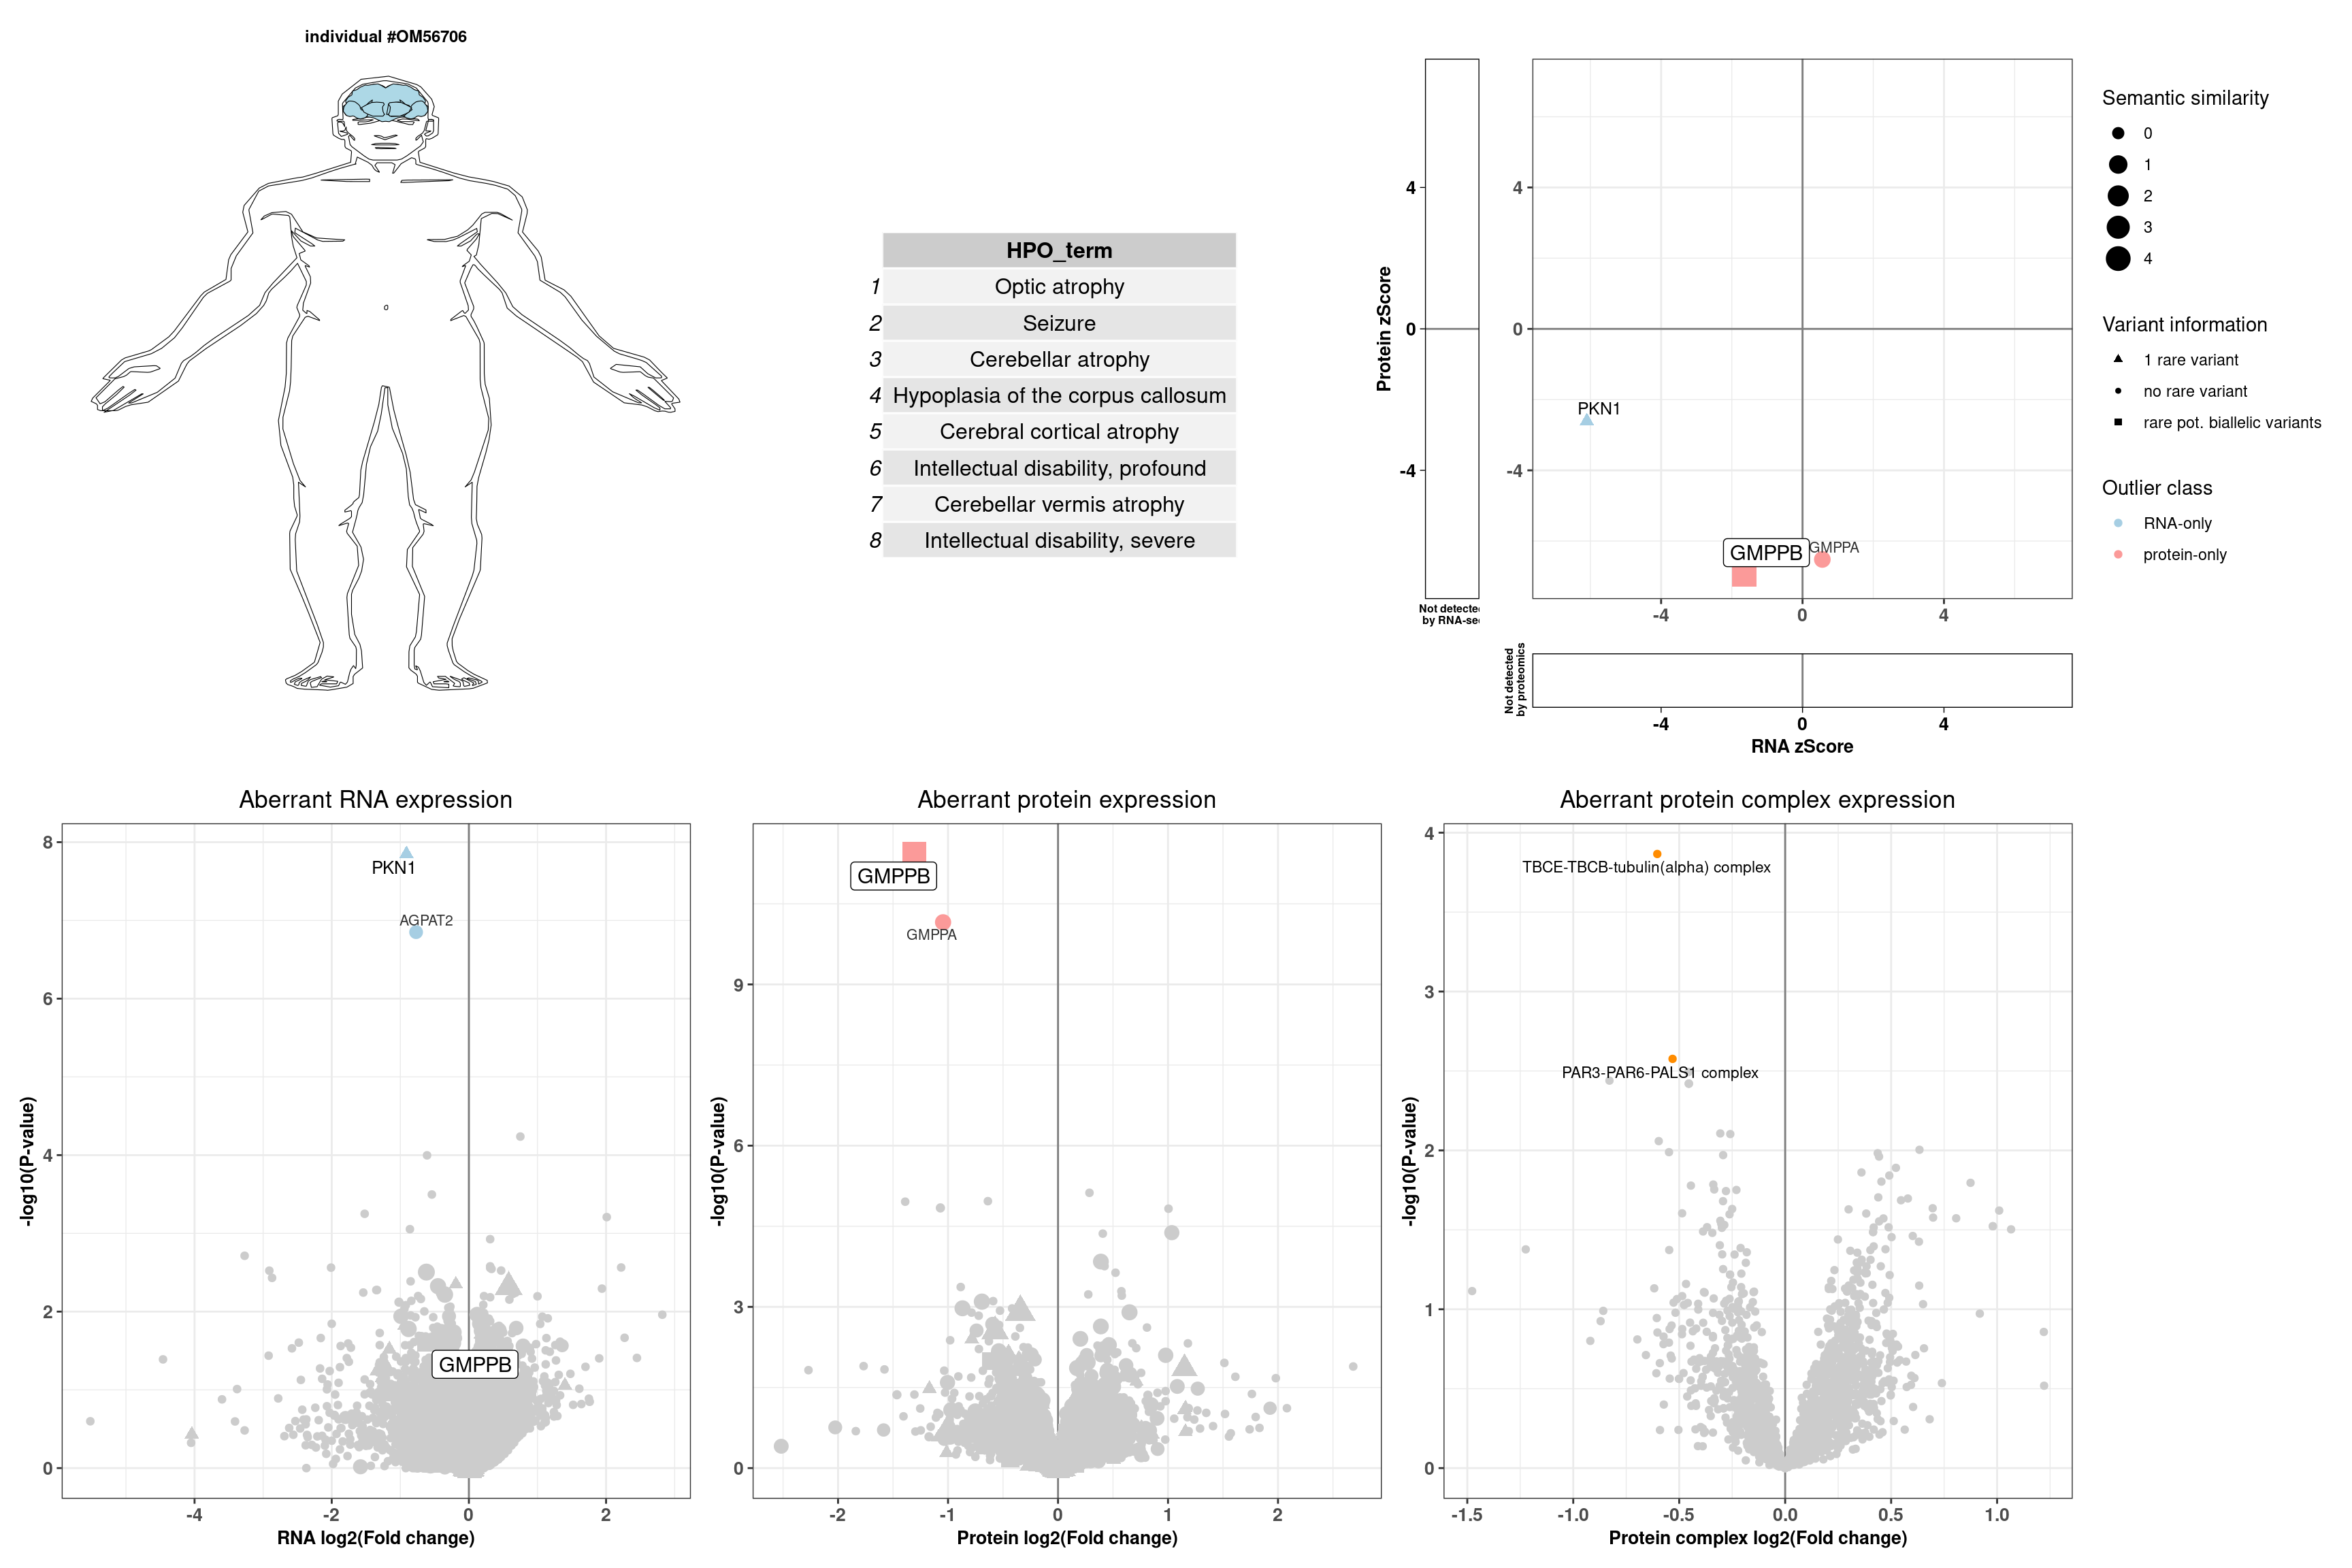 individual #OM56706
HPO_term
1 Optic atrophy
2 Seizure
3 Cerebellar atrophy
4 Hypoplasia of the corpus callosum
5 Cerebral cortical atrophy
6 Intellectual disability, profound
7 Cerebellar vermis atrophy
8 Intellectual disability, severe
Protein zScore
4
0
-4
Not detected
by RNA-se
4
0
-4
PKN1
GMPPB
GMPPA
-4 0 4
Not detected
by proteomics
-4 0 4
RNA zScore
Semantic similarity
0
1
2
3
4
Variant information
1 rare variant
no rare variant
rare pot. biallelic variants
Outlier class
RNA-only
protein-only
Aberrant RNA expression
-log10(P-value)
8
6
4
2
0
PKN1
AGPAT2
GMPPB
-4 -2 0 2
RNA log2(Fold change)
Aberrant protein expression
-log10(P-value)
9
6
3
0
GMPPB
GMPPA
-2 -1 0 1 2
Protein log2(Fold change)
Aberrant protein complex expression
-log10(P-value)
4
3
2
1
0
TBCE-TBCB-tubulin(alpha) complex
PAR3-PAR6-PALS1 complex
-1.5 -1.0 -0.5 0.0 0.5 1.0
Protein complex log2(Fold change)